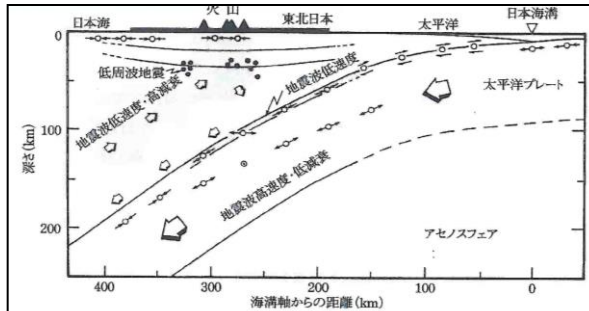 火山
日本海
東北日本
太平洋
日本海溝
0
低周波地震
地震波低速度・高減衰
地震波低速度
太平洋プレート
100
深さ(km)
地震波高速度・低減衰
アセノスフェア
200
400
300
200
100
0
海溝軸からの距離(km)